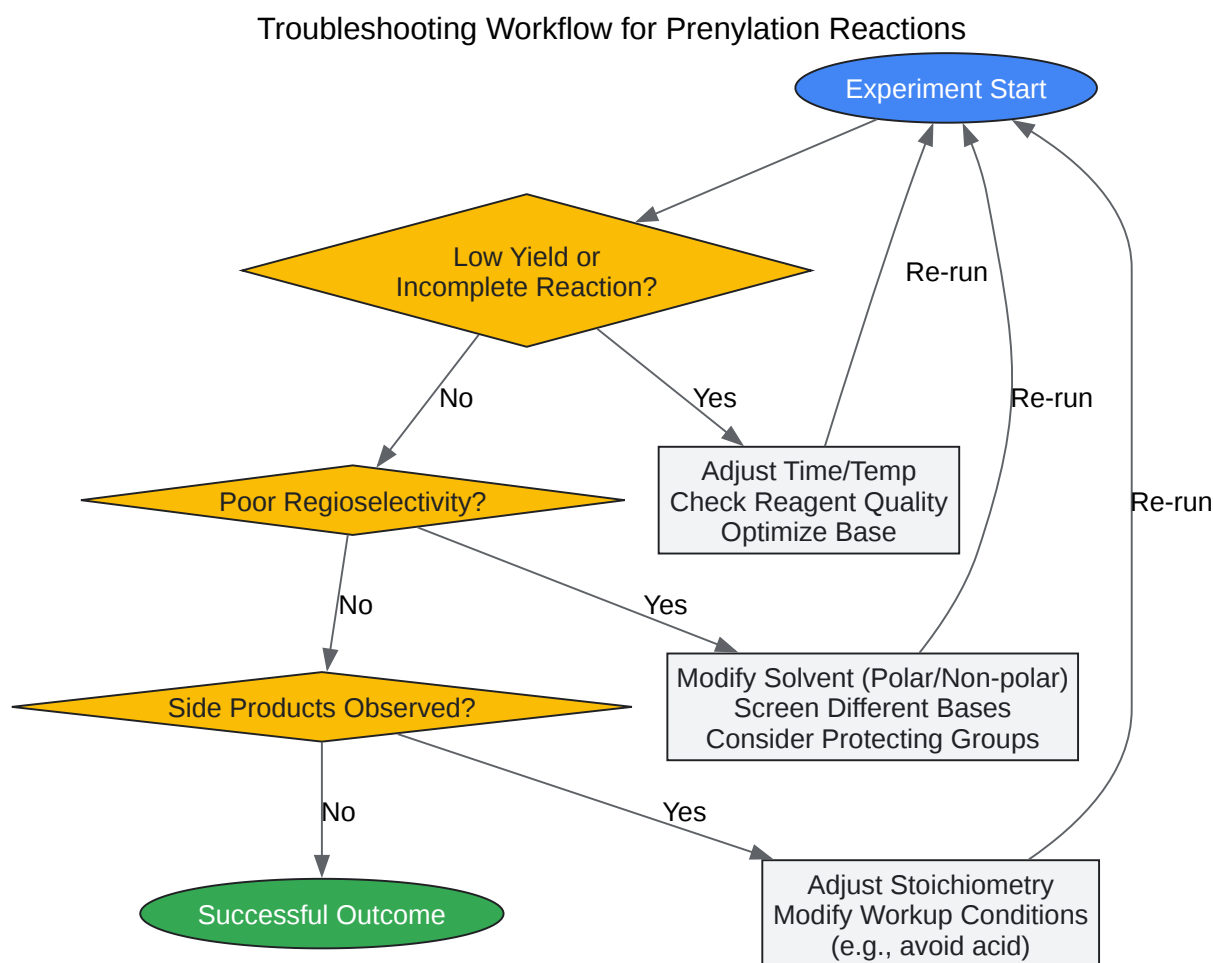 Troubleshooting Workflow for Prenylation Reactions
Experiment Start
Low Yield or
Incomplete Reaction?
Re-run
No
Yes
Re-run
Adjust Time/Temp
Check Reagent Quality
Optimize Base
Poor Regioselectivity?
Re-run
No
Yes
Modify Solvent (Polar/Non-polar)
Screen Different Bases
Consider Protecting Groups
Side Products Observed?
No
Yes
Adjust Stoichiometry
Modify Workup Conditions
(e.g., avoid acid)
Successful Outcome